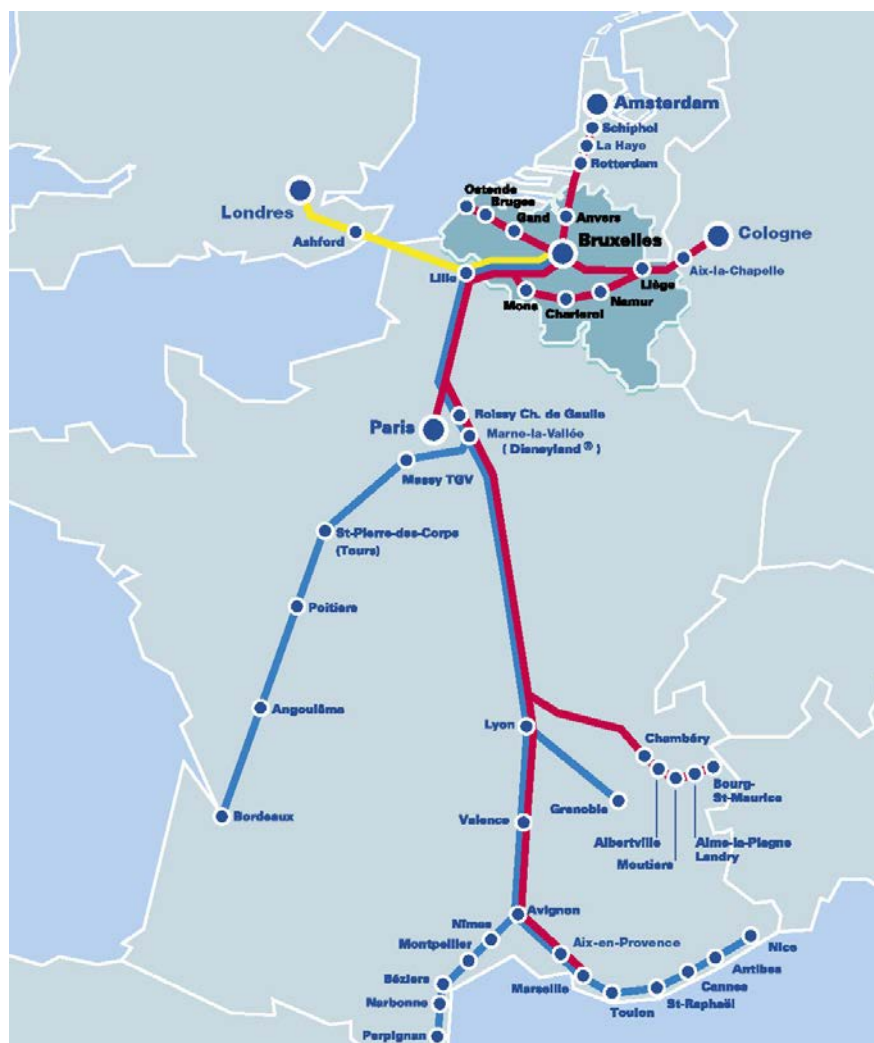 Amsterdam
Schiphol
La Haye
Rotterdam
Ostende
Bruges
Gand
Anvers
Londres
Ashford
Bruxelles
Cologne
Aix-la-Chapelle
Lille
Liège
Mons
Charleroi
Namur
Paris
Roissy Ch. de Gaulle
Marne-la-Vallée
( Disneyland ® )
Massy TGV
St-Pierre-des-Corps
(Tours)
Poitiers
Angoulême
Bordeaux
Lyon
Chambéry
Bourg-
St-Maurice
Grenoble
Valence
Albertville
Moutiers
Aime-la-Plagne
Landry
Avignon
Nîmes
Montpellier
Aix-en-Provence
Nice
Antibes
Cannes
St-Raphaël
Toulon
Marseille
Béziers
Narbonne
Perpignan